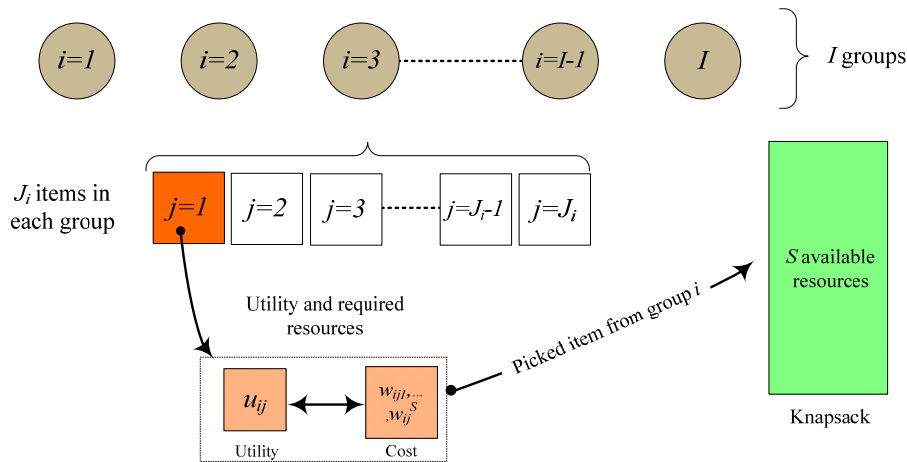 i=1
i=2
i=3
i=I-1
I
I groups
J_i items in
each group
j=1
j=2
j=3
j=J_i-1
j=J_i
S available
resources
Utility and required
resources
Picked item from group i
u_ij
w_ij1,...
,w_ij^S
Utility
Cost
Knapsack